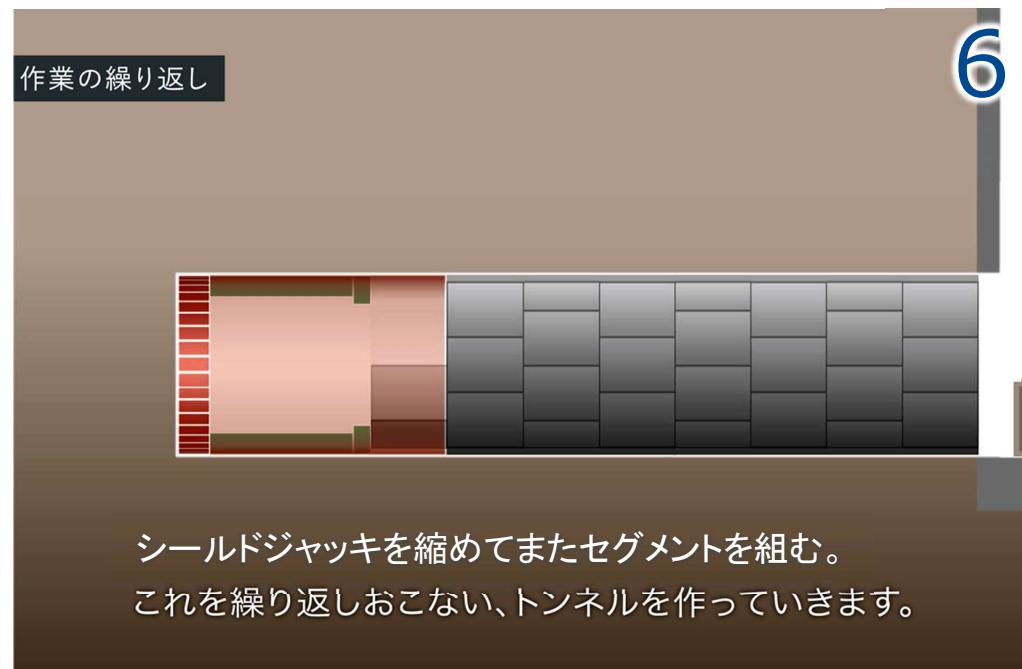 作業の繰り返し
6
シールドジャッキを縮めてまたセグメントを組む。
これを繰り返しおこない、トンネルを作っていきます。